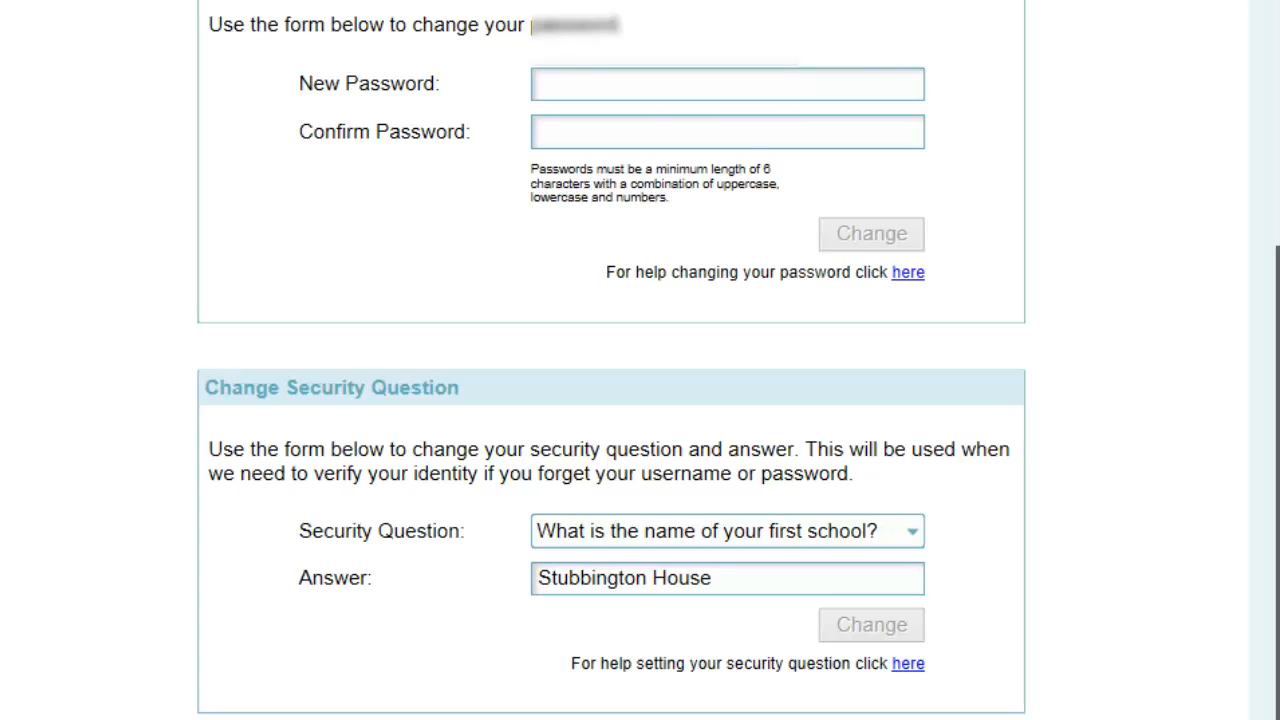 Use the form below to change your
New Password:
Confirm Password:
Passwords must be a minimum length of 6
characters with a combination of uppercase,
lowercase and numbers.
Change
For help changing your password click here
Change Security Question
Use the form below to change your security question and answer. This will be used when
we need to verify your identity if you forget your username or password.
Security Question: What is the name of your first school?
Answer: Stubbington House
Change
For help setting your security question click here